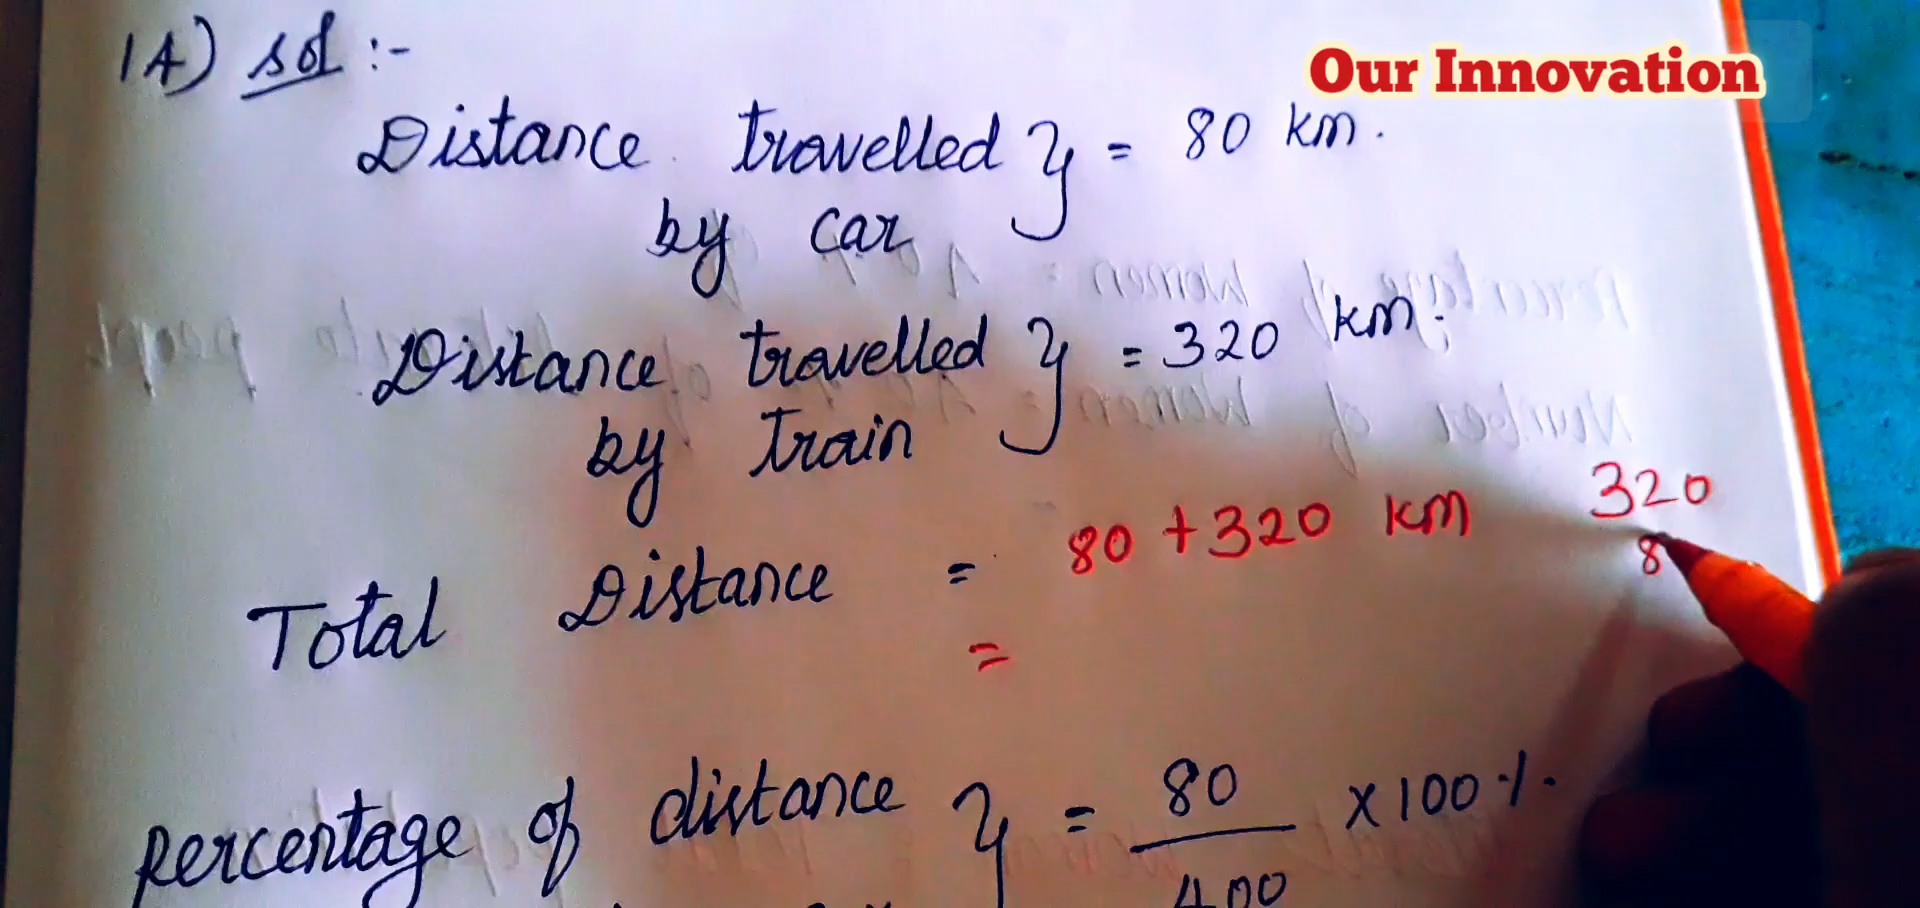 Our Innovation
1A) Sol :-
Distance travelled } = 80 km.
by car
Distance travelled } = 320 km.
by train
Total Distance = 80 + 320 km
320
8
=
Percentage of distance } = 80 x 100 %.
400